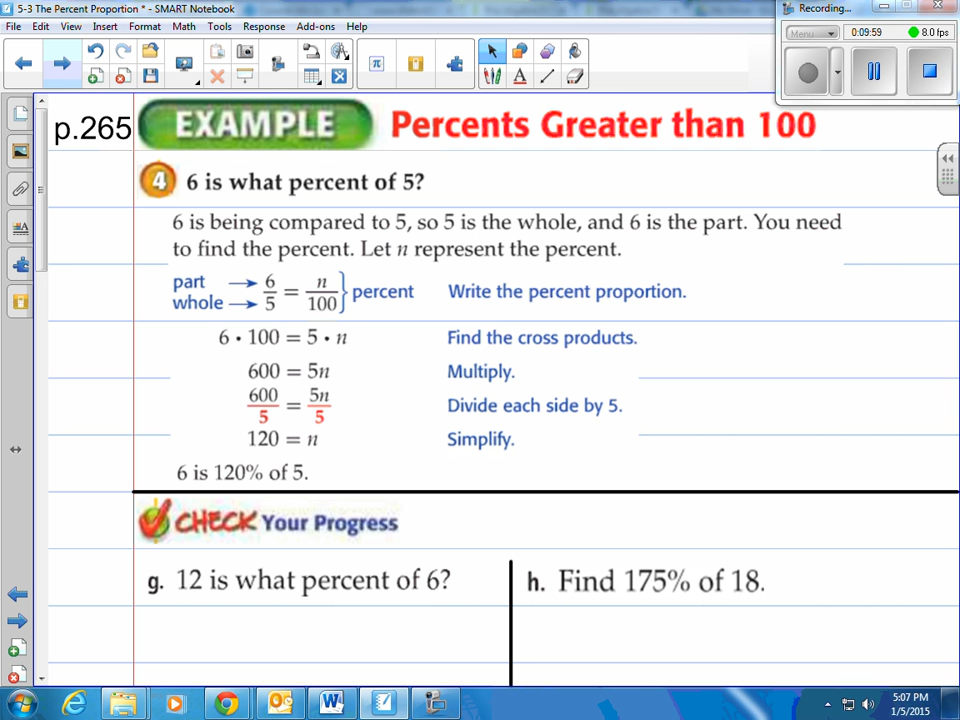 5-3 The Percent Proportion * - SMART Notebook
Recording...
File Edit View Insert Format Math Tools Response Add-ons Help
Menu
0:09:59
8.0 fps
p.265 EXAMPLE Percents Greater than 100
4 6 is what percent of 5?
6 is being compared to 5, so 5 is the whole, and 6 is the part. You need
to find the percent. Let n represent the percent.
part → 6/5 = n/100 } percent Write the percent proportion.
whole →
6 • 100 = 5 • n Find the cross products.
600 = 5n Multiply.
600/5 = 5n/5 Divide each side by 5.
120 = n Simplify.
6 is 120% of 5.
CHECK Your Progress
g. 12 is what percent of 6?
h. Find 175% of 18.
5:07 PM
1/5/2015